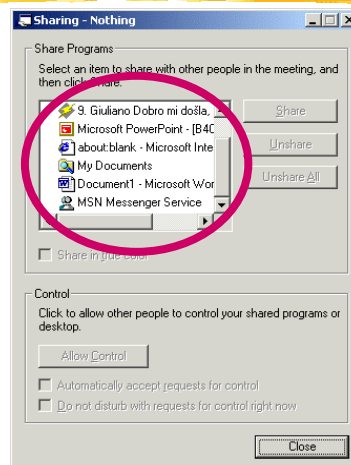 Sharing - Nothing
Share Programs
Select an item to share with other people in the meeting, and
then click Share.
9. Giuliano Dobro mi došla,
Microsoft PowerPoint - [B4C
about:blank - Microsoft Inte
My Documents
Document1 - Microsoft Wor
MSN Messenger Service
Share
Unshare
Unshare All
Share in true color
Control
Click to allow other people to control your shared programs or
desktop.
Allow Control
Automatically accept requests for control
Do not disturb with requests for control right now
Close